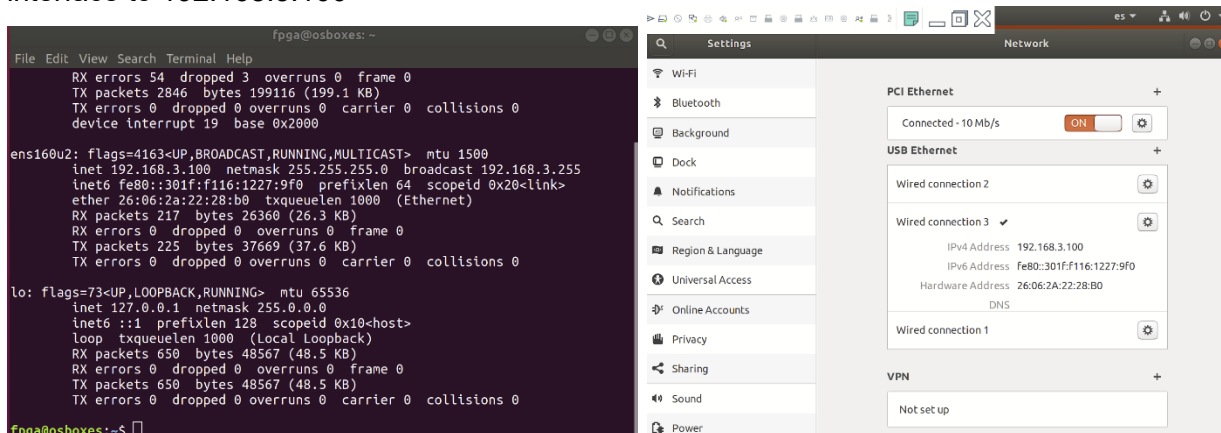 fpga@osboxes: ~
File Edit View Search Terminal Help
RX errors 54 dropped 3 overruns 0 frame 0
TX packets 2846 bytes 199116 (199.1 KB)
TX errors 0 dropped 0 overruns 0 carrier 0 collisions 0
device interrupt 19 base 0x2000
ens160u2: flags=4163<UP,BROADCAST,RUNNING,MULTICAST> mtu 1500
inet 192.168.3.100 netmask 255.255.255.0 broadcast 192.168.3.255
inet6 fe80::301f:f116:1227:9f0 prefixlen 64 scopeid 0x20<link>
ether 26:06:2a:22:28:b0 txqueuelen 1000 (Ethernet)
RX packets 217 bytes 26360 (26.3 KB)
RX errors 0 dropped 0 overruns 0 frame 0
TX packets 225 bytes 37669 (37.6 KB)
TX errors 0 dropped 0 overruns 0 carrier 0 collisions 0
lo: flags=73<UP,LOOPBACK,RUNNING> mtu 65536
inet 127.0.0.1 netmask 255.0.0.0
inet6 ::1 prefixlen 128 scopeid 0x10<host>
loop txqueuelen 1000 (Local Loopback)
RX packets 650 bytes 48567 (48.5 KB)
RX errors 0 dropped 0 overruns 0 frame 0
TX packets 650 bytes 48567 (48.5 KB)
TX errors 0 dropped 0 overruns 0 carrier 0 collisions 0
fpga@osboxes:~$
es
Settings
Network
Wi-Fi
Bluetooth
Background
Dock
Notifications
Search
Region & Language
Universal Access
Online Accounts
Privacy
Sharing
Sound
Power
PCI Ethernet +
Connected - 10 Mb/s ON
USB Ethernet +
Wired connection 2
Wired connection 3 ✔
IPv4 Address 192.168.3.100
IPv6 Address fe80::301f:f116:1227:9f0
Hardware Address 26:06:2A:22:28:B0
DNS
Wired connection 1
VPN +
Not set up